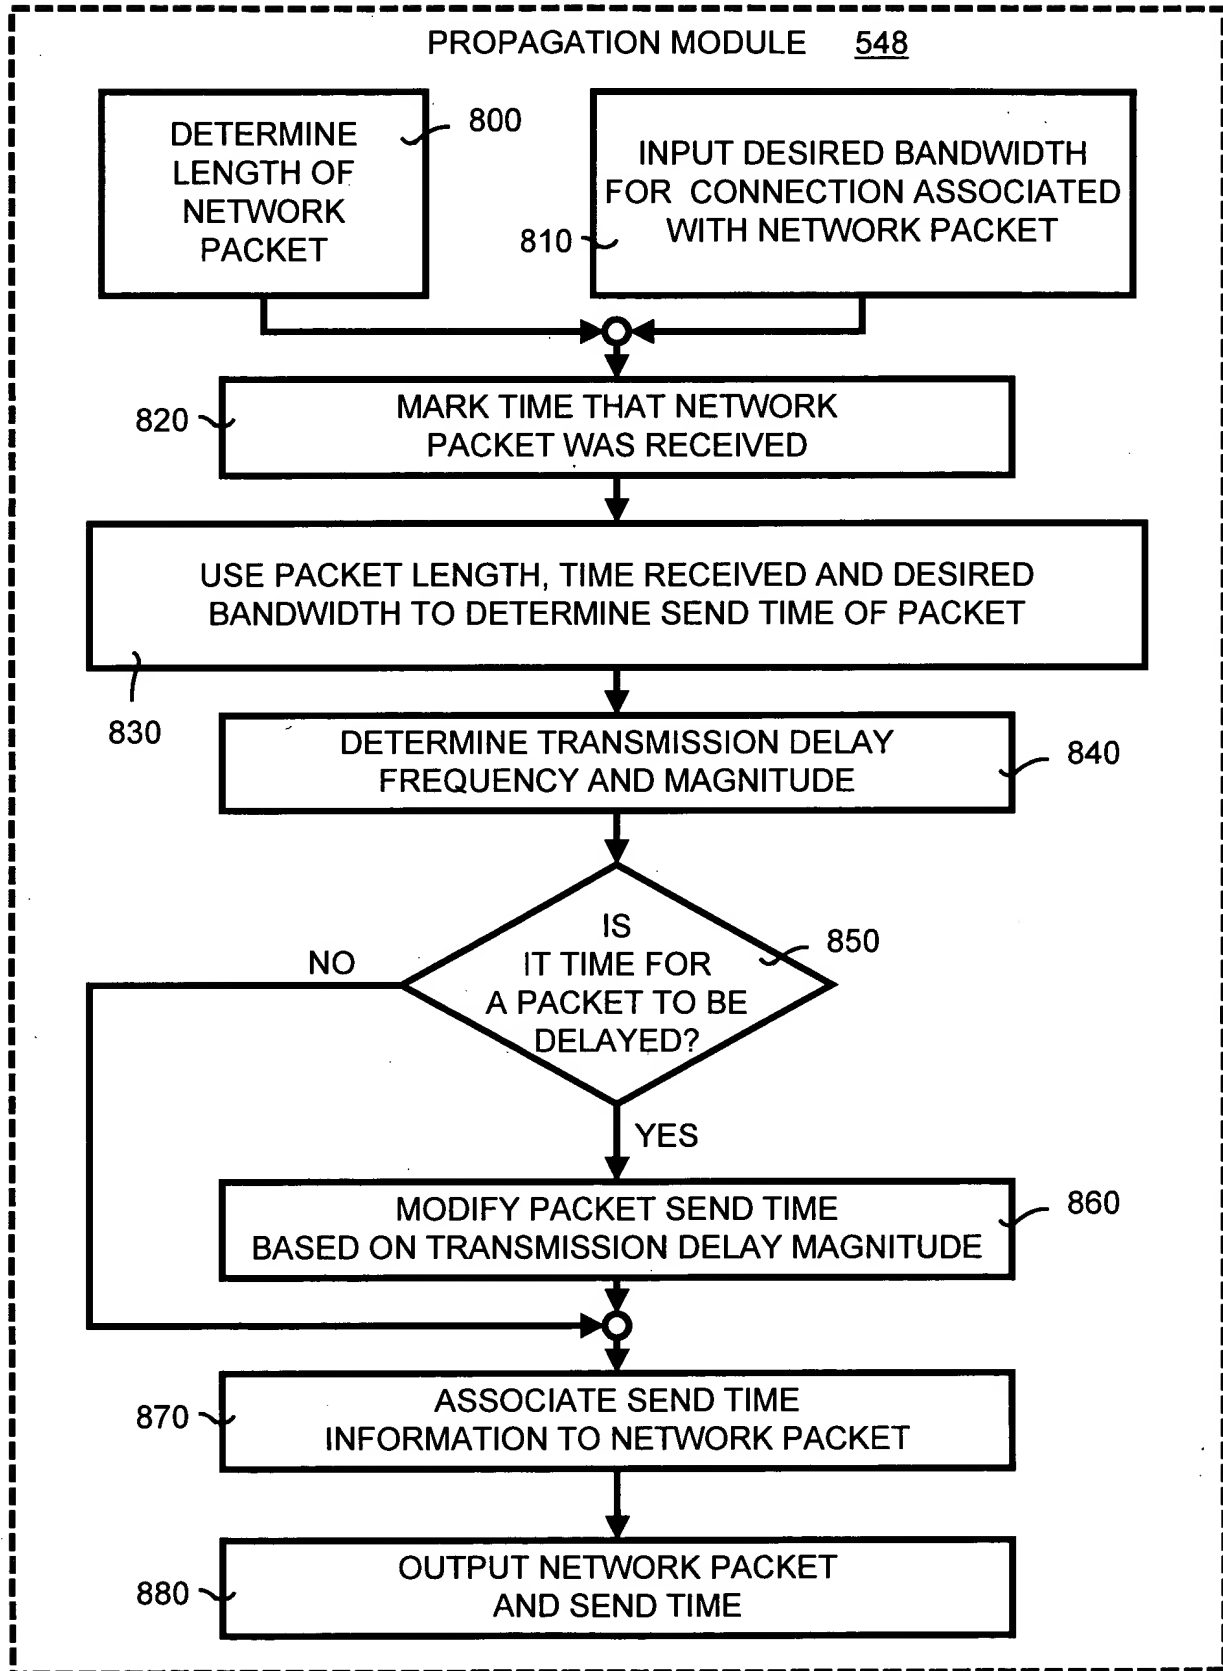 PROPAGATION MODULE 548
DETERMINE
LENGTH OF
NETWORK
PACKET
800
INPUT DESIRED BANDWIDTH
FOR CONNECTION ASSOCIATED
WITH NETWORK PACKET
810
MARK TIME THAT NETWORK
PACKET WAS RECEIVED
820
USE PACKET LENGTH, TIME RECEIVED AND DESIRED
BANDWIDTH TO DETERMINE SEND TIME OF PACKET
830
DETERMINE TRANSMISSION DELAY
FREQUENCY AND MAGNITUDE
840
IS
IT TIME FOR
A PACKET TO BE
DELAYED?
850
NO
YES
MODIFY PACKET SEND TIME
BASED ON TRANSMISSION DELAY MAGNITUDE
860
ASSOCIATE SEND TIME
INFORMATION TO NETWORK PACKET
870
OUTPUT NETWORK PACKET
AND SEND TIME
880